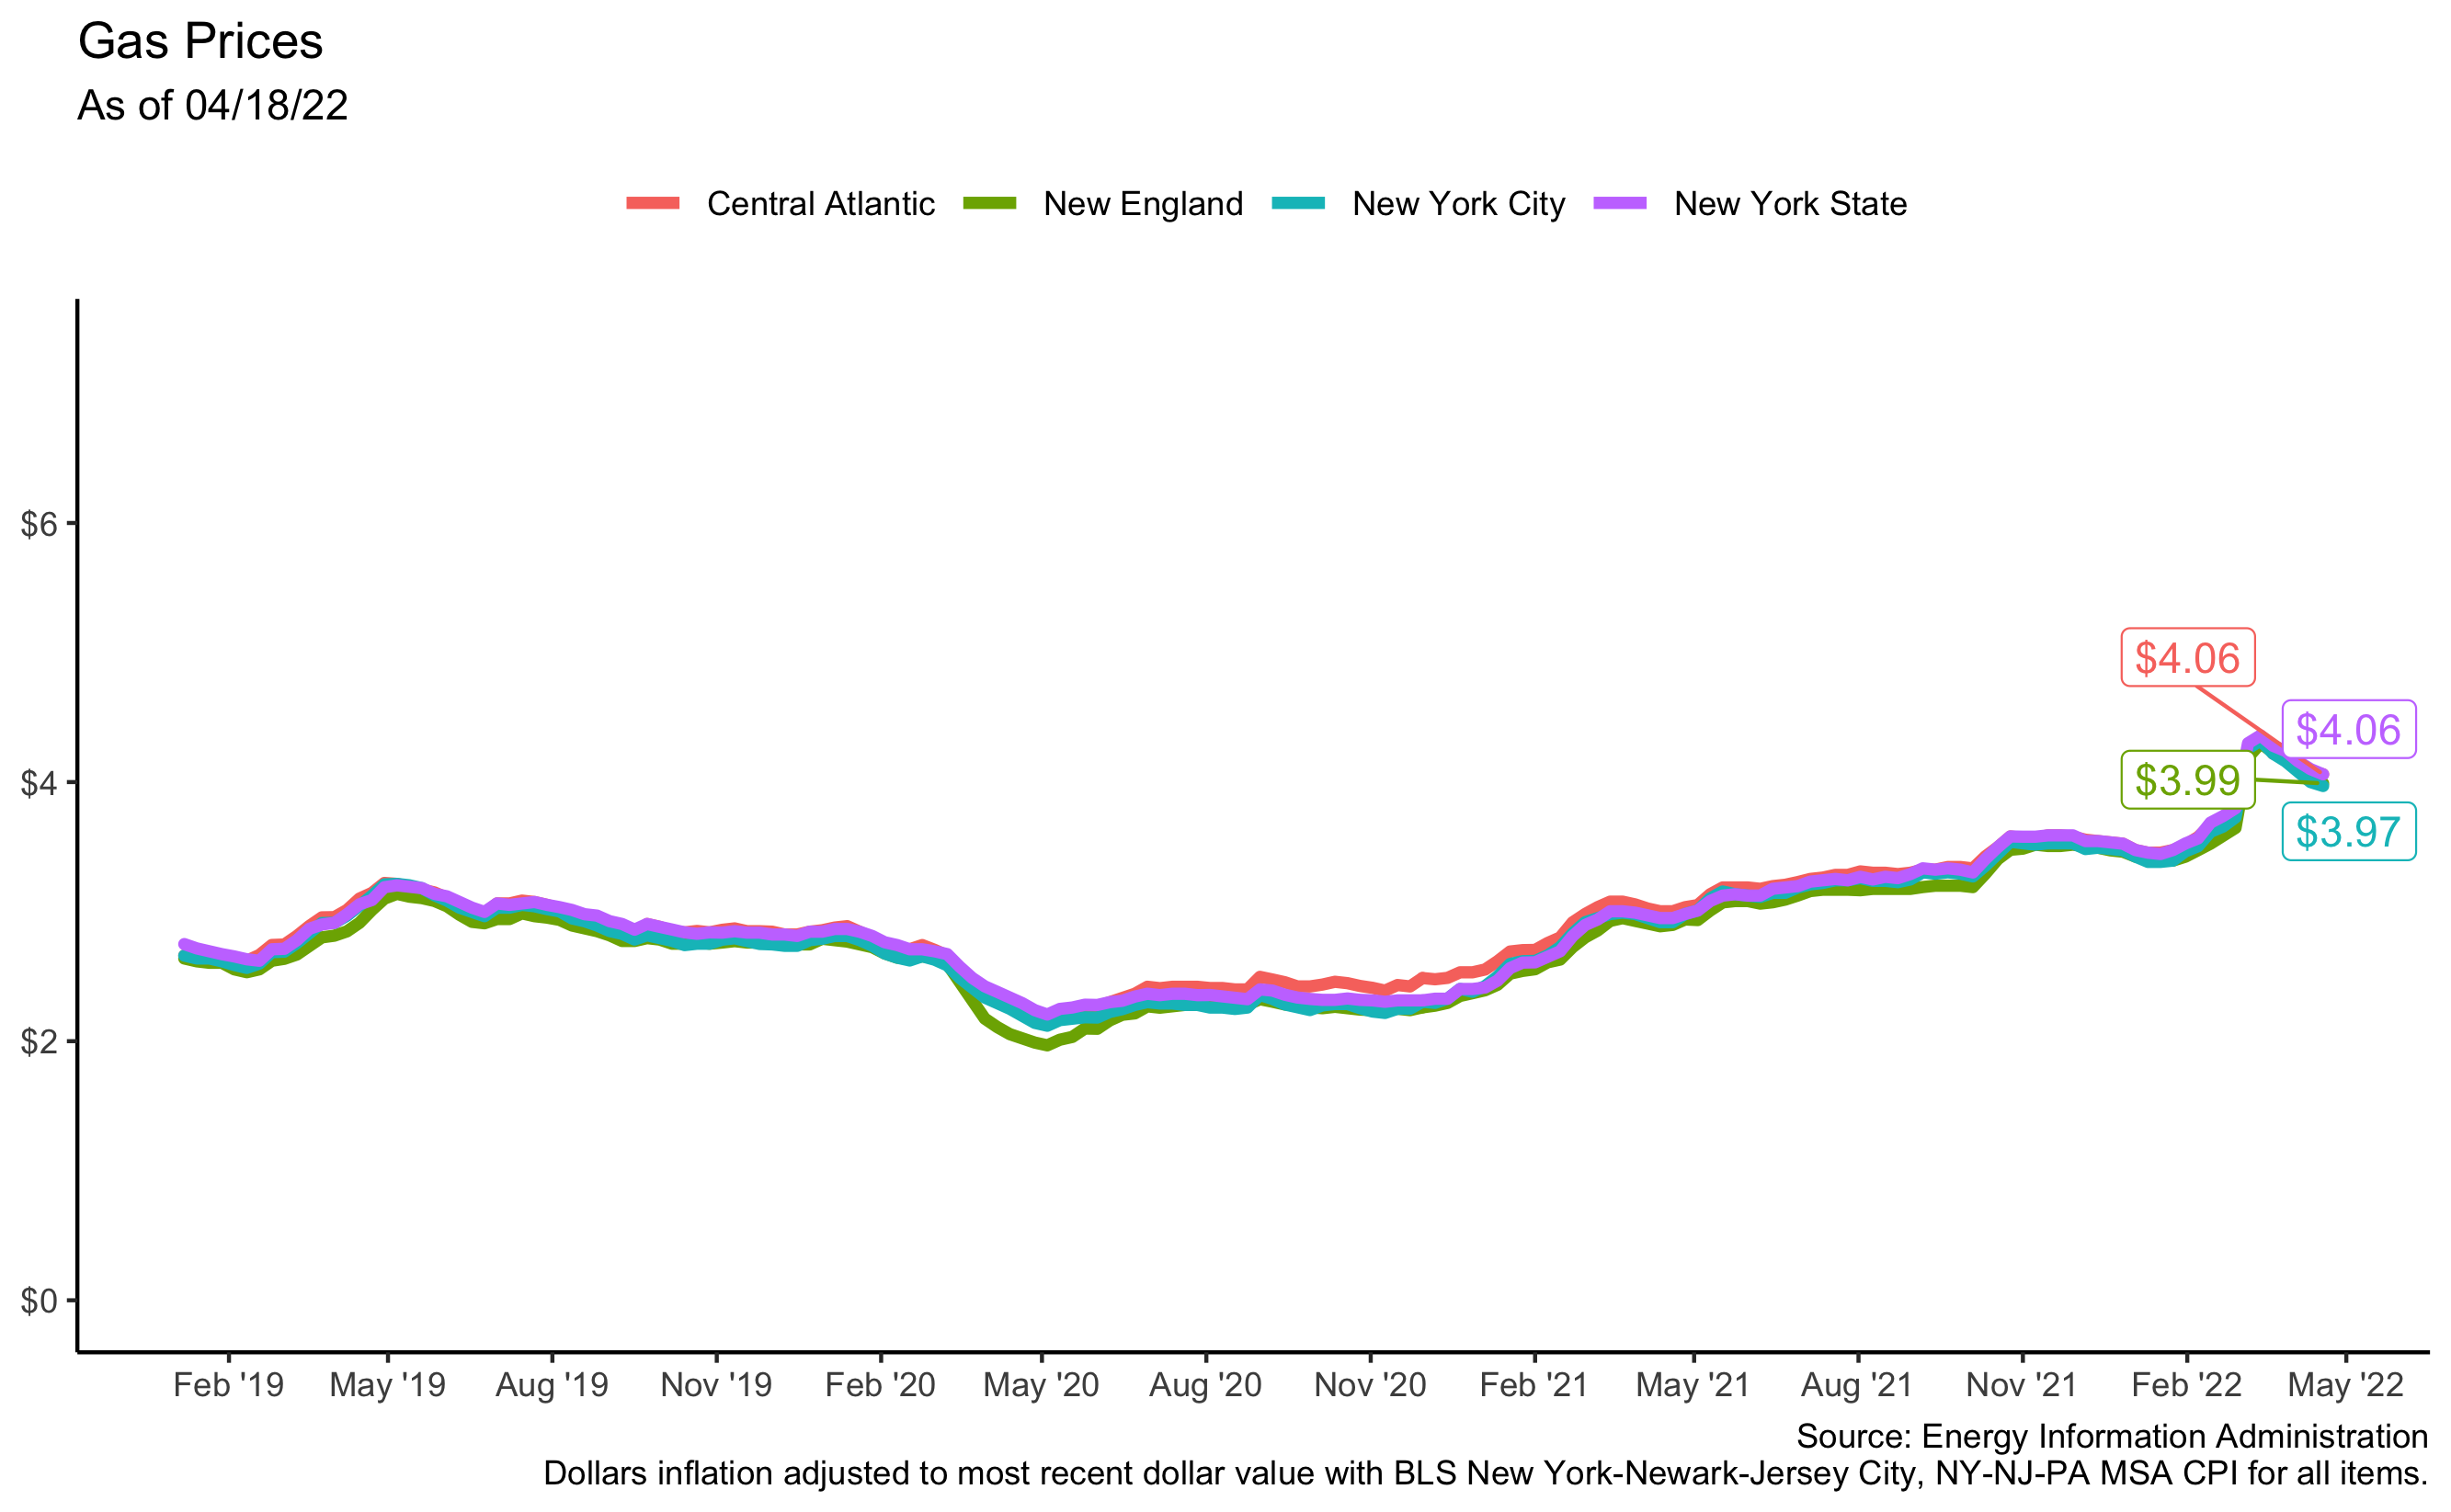 Gas Prices
As of 04/18/22
Central Atlantic New England New York City New York State
$6
$4
$2
$0
$4.06
$4.06
$3.99
$3.97
Feb '19 May '19 Aug '19 Nov '19 Feb '20 May '20 Aug '20 Nov '20 Feb '21 May '21 Aug '21 Nov '21 Feb '22 May '22
Source: Energy Information Administration
Dollars inflation adjusted to most recent dollar value with BLS New York-Newark-Jersey City, NY-NJ-PA MSA CPI for all items.